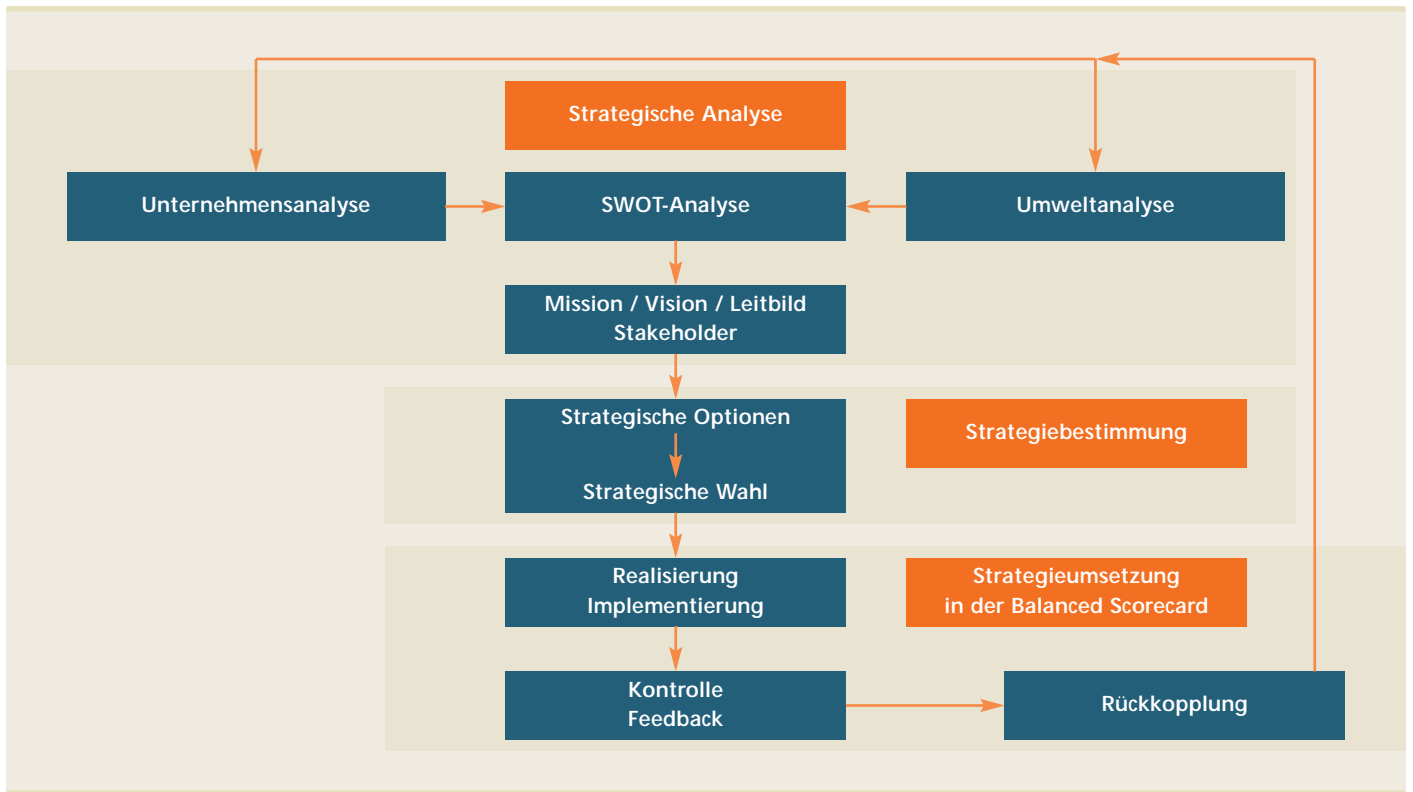 Strategische Analyse
Unternehmensanalyse
SWOT-Analyse
Umweltanalyse
Mission / Vision / Leitbild
Stakeholder
Strategische Optionen
Strategische Wahl
Strategiebestimmung
Realisierung
Implementierung
Strategieumsetzung
in der Balanced Scorecard
Kontrolle
Feedback
Rückkopplung